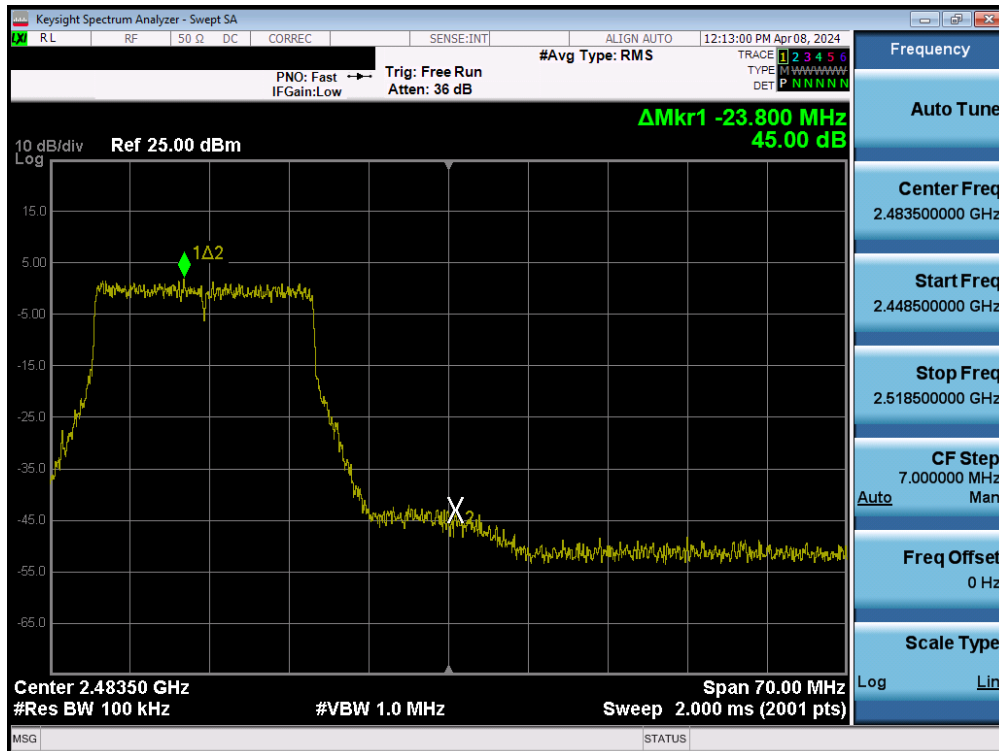 Keysight Spectrum Analyzer - Swept SA
LXI RL RF 50 Ω DC CORREC SENSE:INT ALIGN AUTO 12:13:00 PM Apr 08, 2024
#Avg Type: RMS
TRACE 1 2 3 4 5 6
TYPE M WWWWW
DET P N N N N N
PNO: Fast Trig: Free Run
IFGain:Low Atten: 36 dB
ΔMkr1 -23.800 MHz
45.00 dB
10 dB/div Ref 25.00 dBm
Log
15.0
5.00
-5.00
-15.0
-25.0
-35.0
-45.0
-55.0
-65.0
1Δ2
X2
Center 2.48350 GHz Span 70.00 MHz
#Res BW 100 kHz #VBW 1.0 MHz Sweep 2.000 ms (2001 pts)
MSG STATUS
Frequency
Auto Tune
Center Freq
2.483500000 GHz
Start Freq
2.448500000 GHz
Stop Freq
2.518500000 GHz
CF Step
7.000000 MHz
Auto Man
Freq Offset
0 Hz
Scale Type
Log Lin